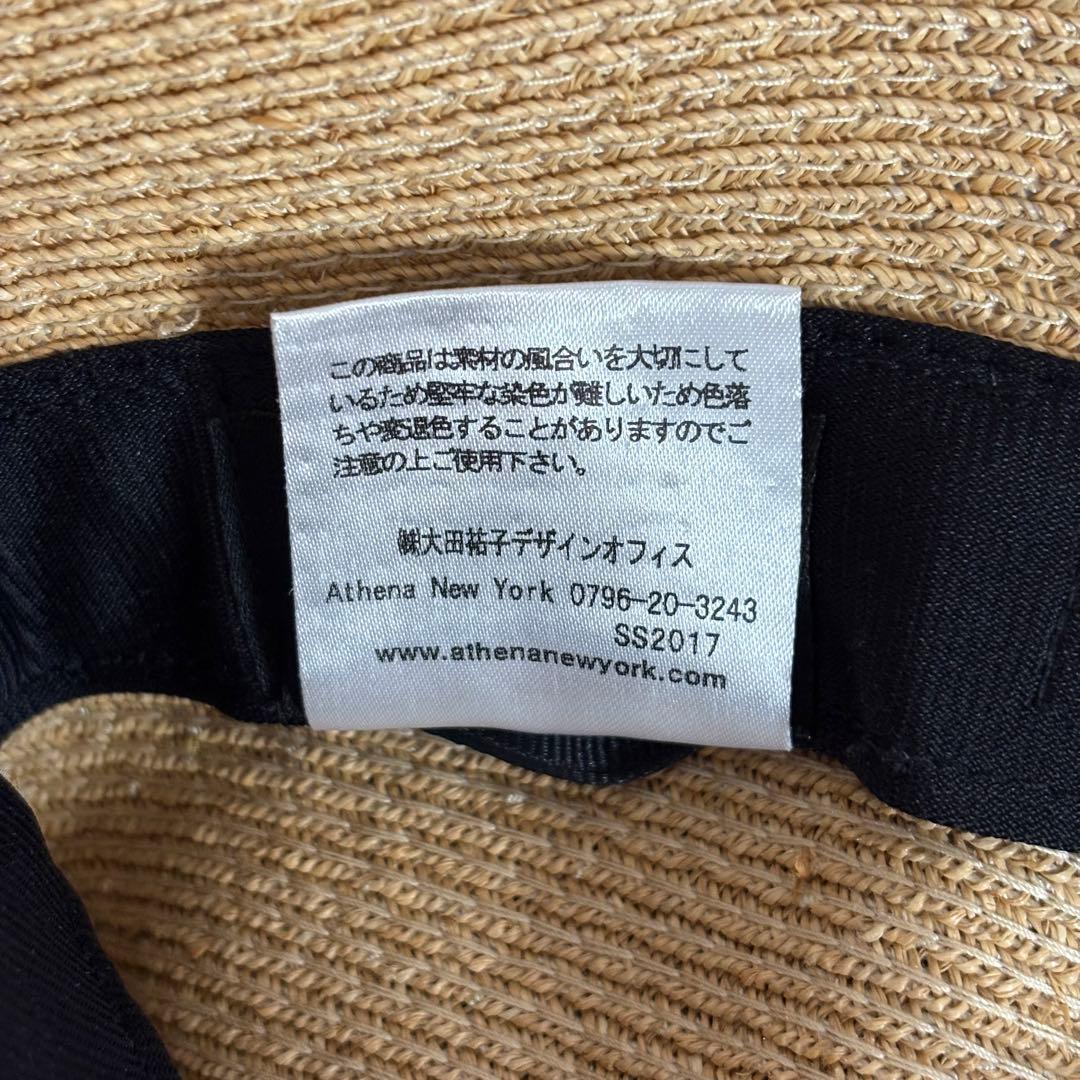 この商品は素材の風合いを大切にして
いるため堅牢な染色が難しいため色落
ちや変退色することがありますのでご
注意の上ご使用下さい。
㈱大田祐子デザインオフィス
Athena New York 0796-20-3243
SS2017
www.athenanewyork.com